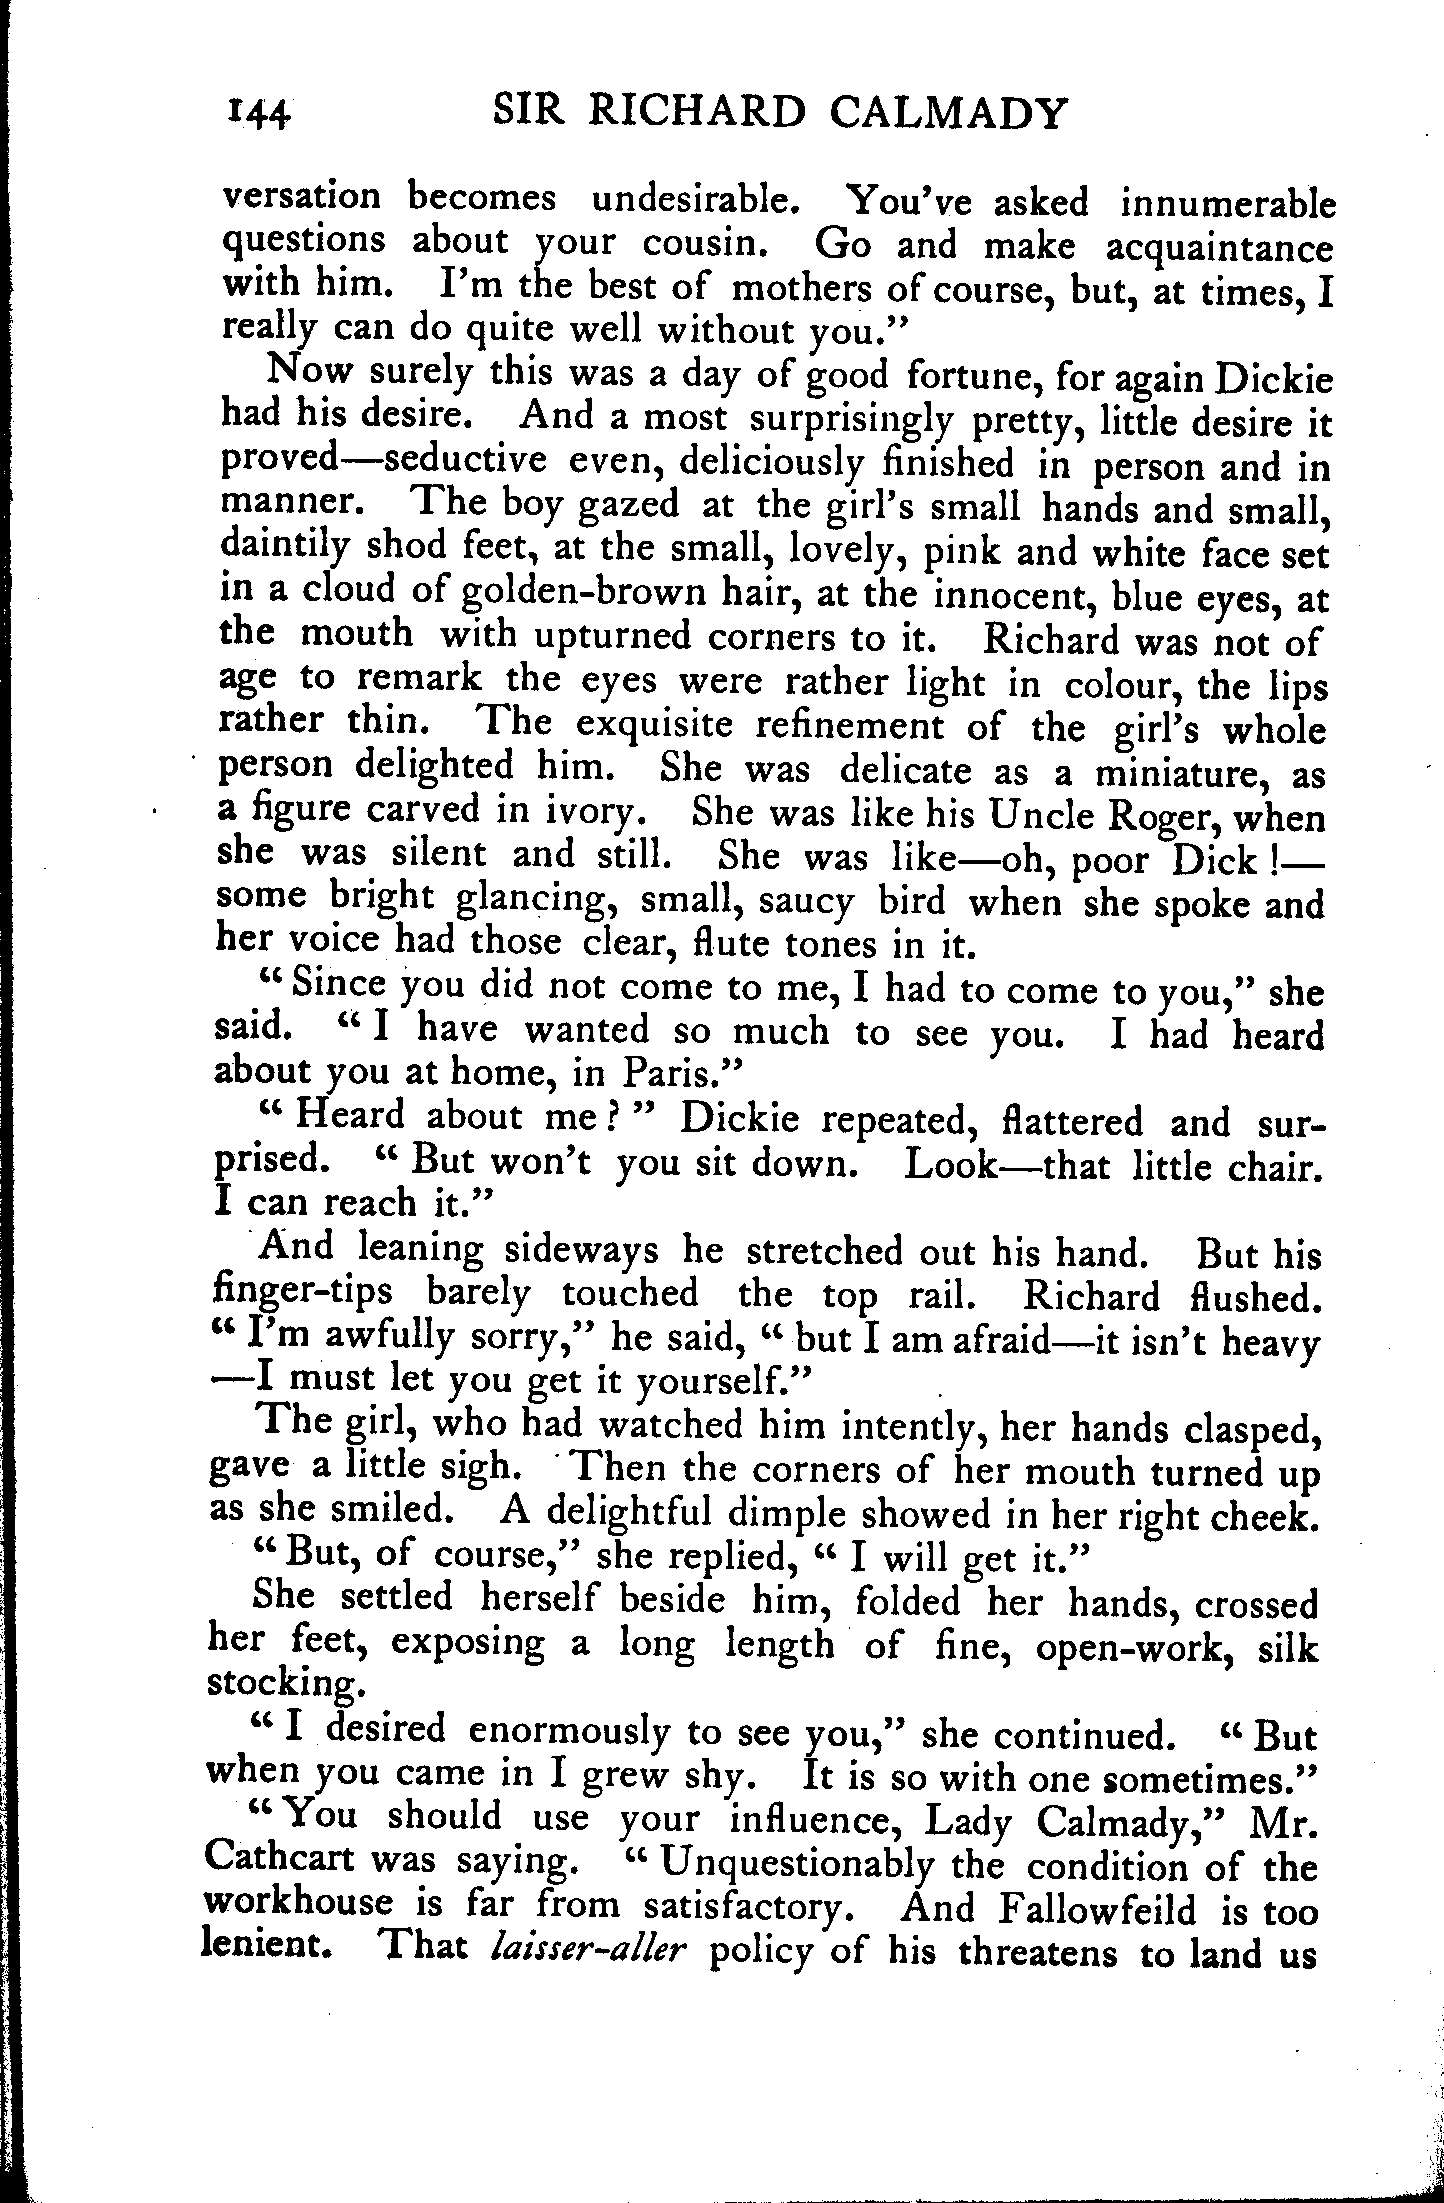 144 SIR RICHARD CALMADY
versation becomes undesirable. You've asked innumerable
questions about your cousin. Go and make acquaintance
with him. I'm the best of mothers of course, but, at times, I
really can do quite well without you."
Now surely this was a day of good fortune, for again Dickie
had his desire. And a most surprisingly pretty, little desire it
proved—seductive even, deliciously finished in person and in
manner. The boy gazed at the girl's small hands and small,
daintily shod feet, at the small, lovely, pink and white face set
in a cloud of golden-brown hair, at the innocent, blue eyes, at
the mouth with upturned corners to it. Richard was not of
age to remark the eyes were rather light in colour, the lips
rather thin. The exquisite refinement of the girl's whole
person delighted him. She was delicate as a miniature, as
a figure carved in ivory. She was like his Uncle Roger, when
she was silent and still. She was like—oh, poor Dick!—
some bright glancing, small, saucy bird when she spoke and
her voice had those clear, flute tones in it.
"Since you did not come to me, I had to come to you," she
said. "I have wanted so much to see you. I had heard
about you at home, in Paris."
"Heard about me?" Dickie repeated, flattered and sur-
prised. "But won't you sit down. Look—that little chair.
I can reach it."
And leaning sideways he stretched out his hand. But his
finger-tips barely touched the top rail. Richard flushed.
"I'm awfully sorry," he said, "but I am afraid—it isn't heavy
—I must let you get it yourself."
The girl, who had watched him intently, her hands clasped,
gave a little sigh. Then the corners of her mouth turned up
as she smiled. A delightful dimple showed in her right cheek.
"But, of course," she replied, "I will get it."
She settled herself beside him, folded her hands, crossed
her feet, exposing a long length of fine, open-work, silk
stocking.
"I desired enormously to see you," she continued. "But
when you came in I grew shy. It is so with one sometimes."
"You should use your influence, Lady Calmady," Mr.
Cathcart was saying. "Unquestionably the condition of the
workhouse is far from satisfactory. And Fallowfeild is too
lenient. That laisser-aller policy of his threatens to land us